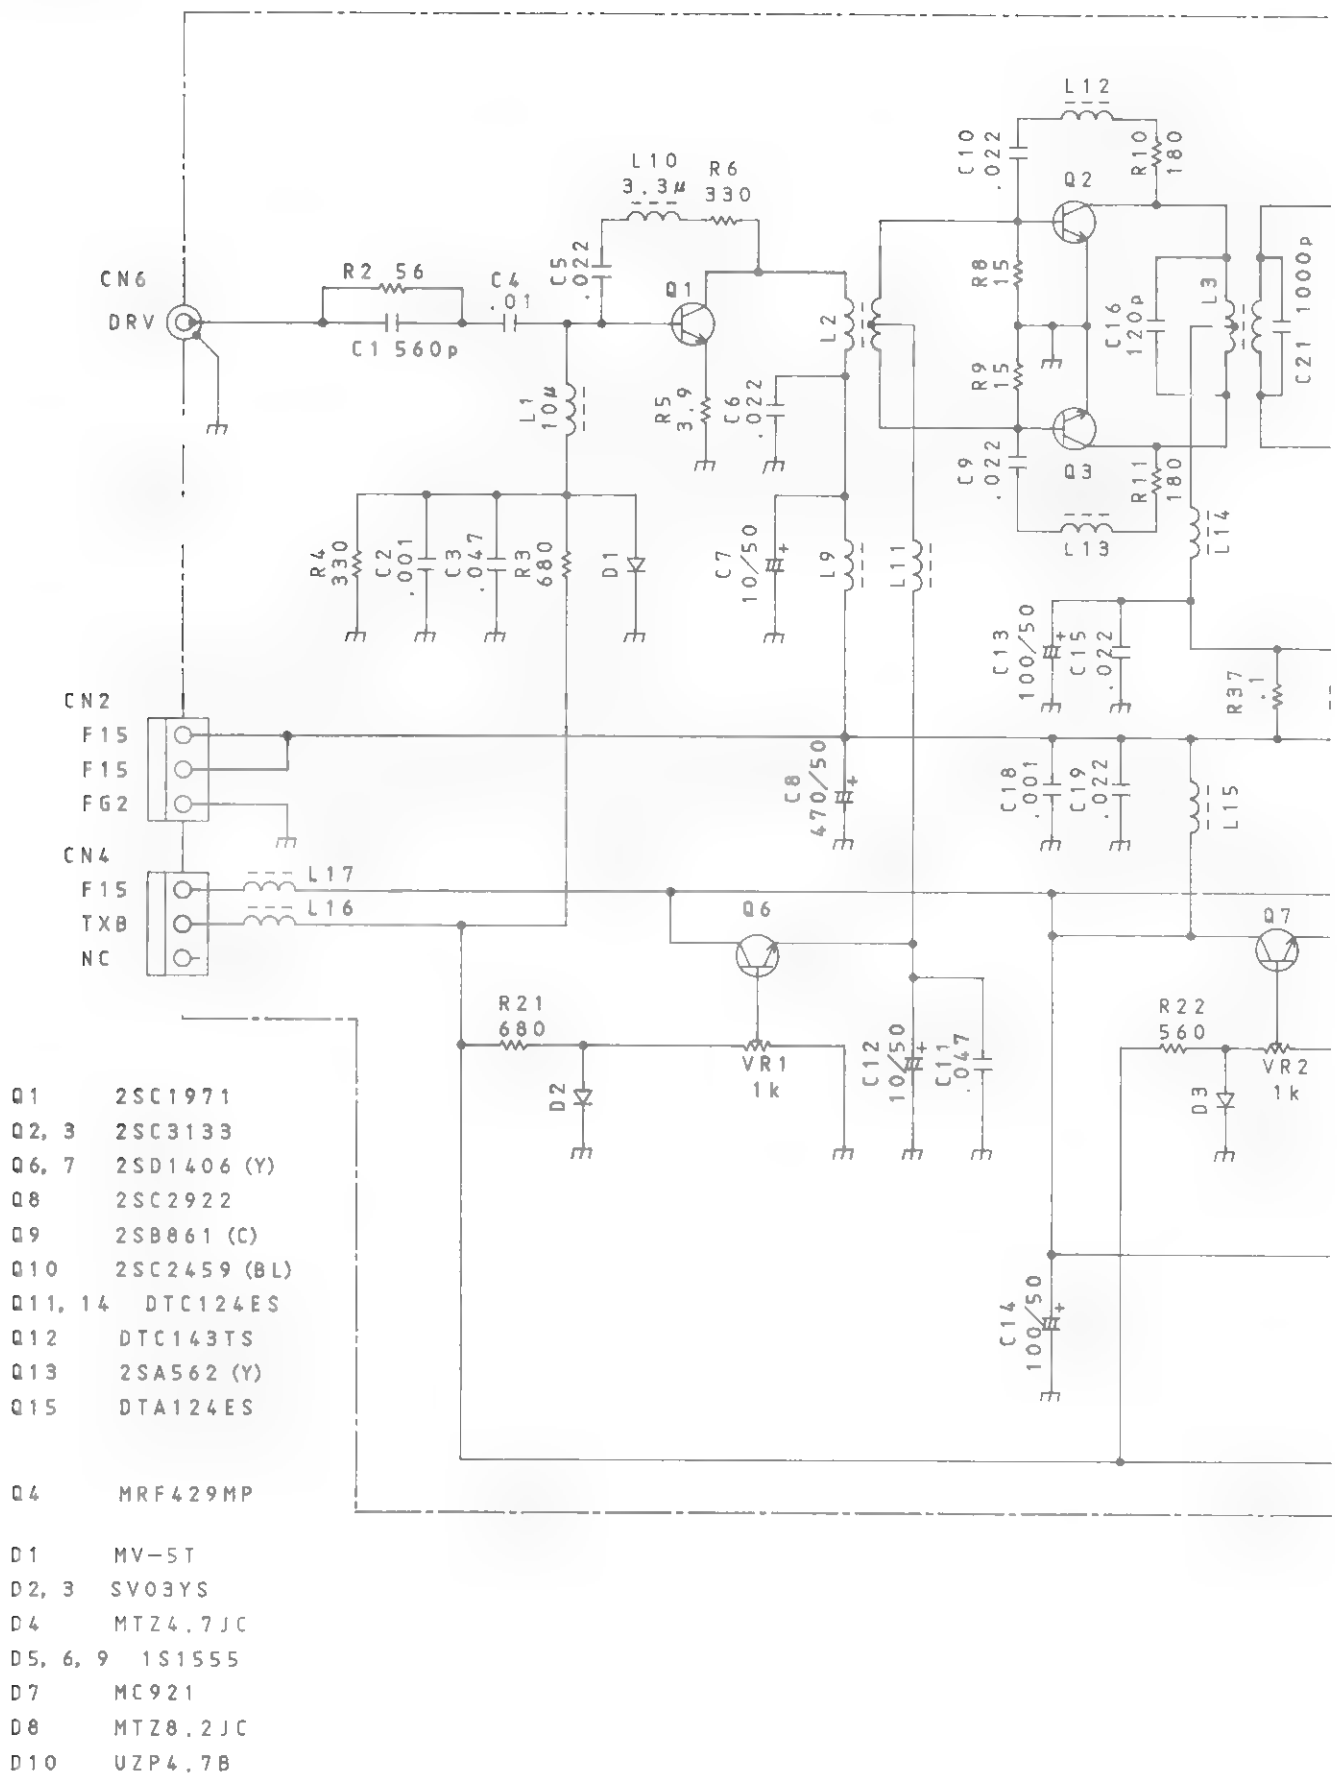 L12
C10
.022
R10
180
L10
3.3μ
R6
330
Q2
CN6
DRV
R2 56
C1 560p
C4
.01
C5
.022
Q1
L2
R8
15
R9
15
C16
120p
L3
C21 1000p
L1
10μ
R5
3.9
C6
.022
C9
.022
Q3
R11
180
L13
L14
R4
330
C2
.001
C3
.047
R3
680
D1
C7
10/50
+
L9
L11
C13
100/50
+
C15
.022
R37
.1
CN2
F15
F15
FG2
C8
470/50
+
C18
.001
C19
.022
L15
CN4
F15
TXB
NC
L17
L16
Q6
Q7
R21
680
D2
VR1
1k
C12
10/50
+
C11
.047
R22
560
D3
VR2
1k
C14
100/50
+
Q1 2SC1971
Q2, 3 2SC3133
Q6, 7 2SD1406 (Y)
Q8 2SC2922
Q9 2SB861 (C)
Q10 2SC2459 (BL)
Q11, 14 DTC124ES
Q12 DTC143TS
Q13 2SA562 (Y)
Q15 DTA124ES
Q4 MRF429MP
D1 MV-5T
D2, 3 SV03YS
D4 MTZ4.7JC
D5, 6, 9 1S1555
D7 MC921
D8 MTZ8.2JC
D10 UZP4.7B